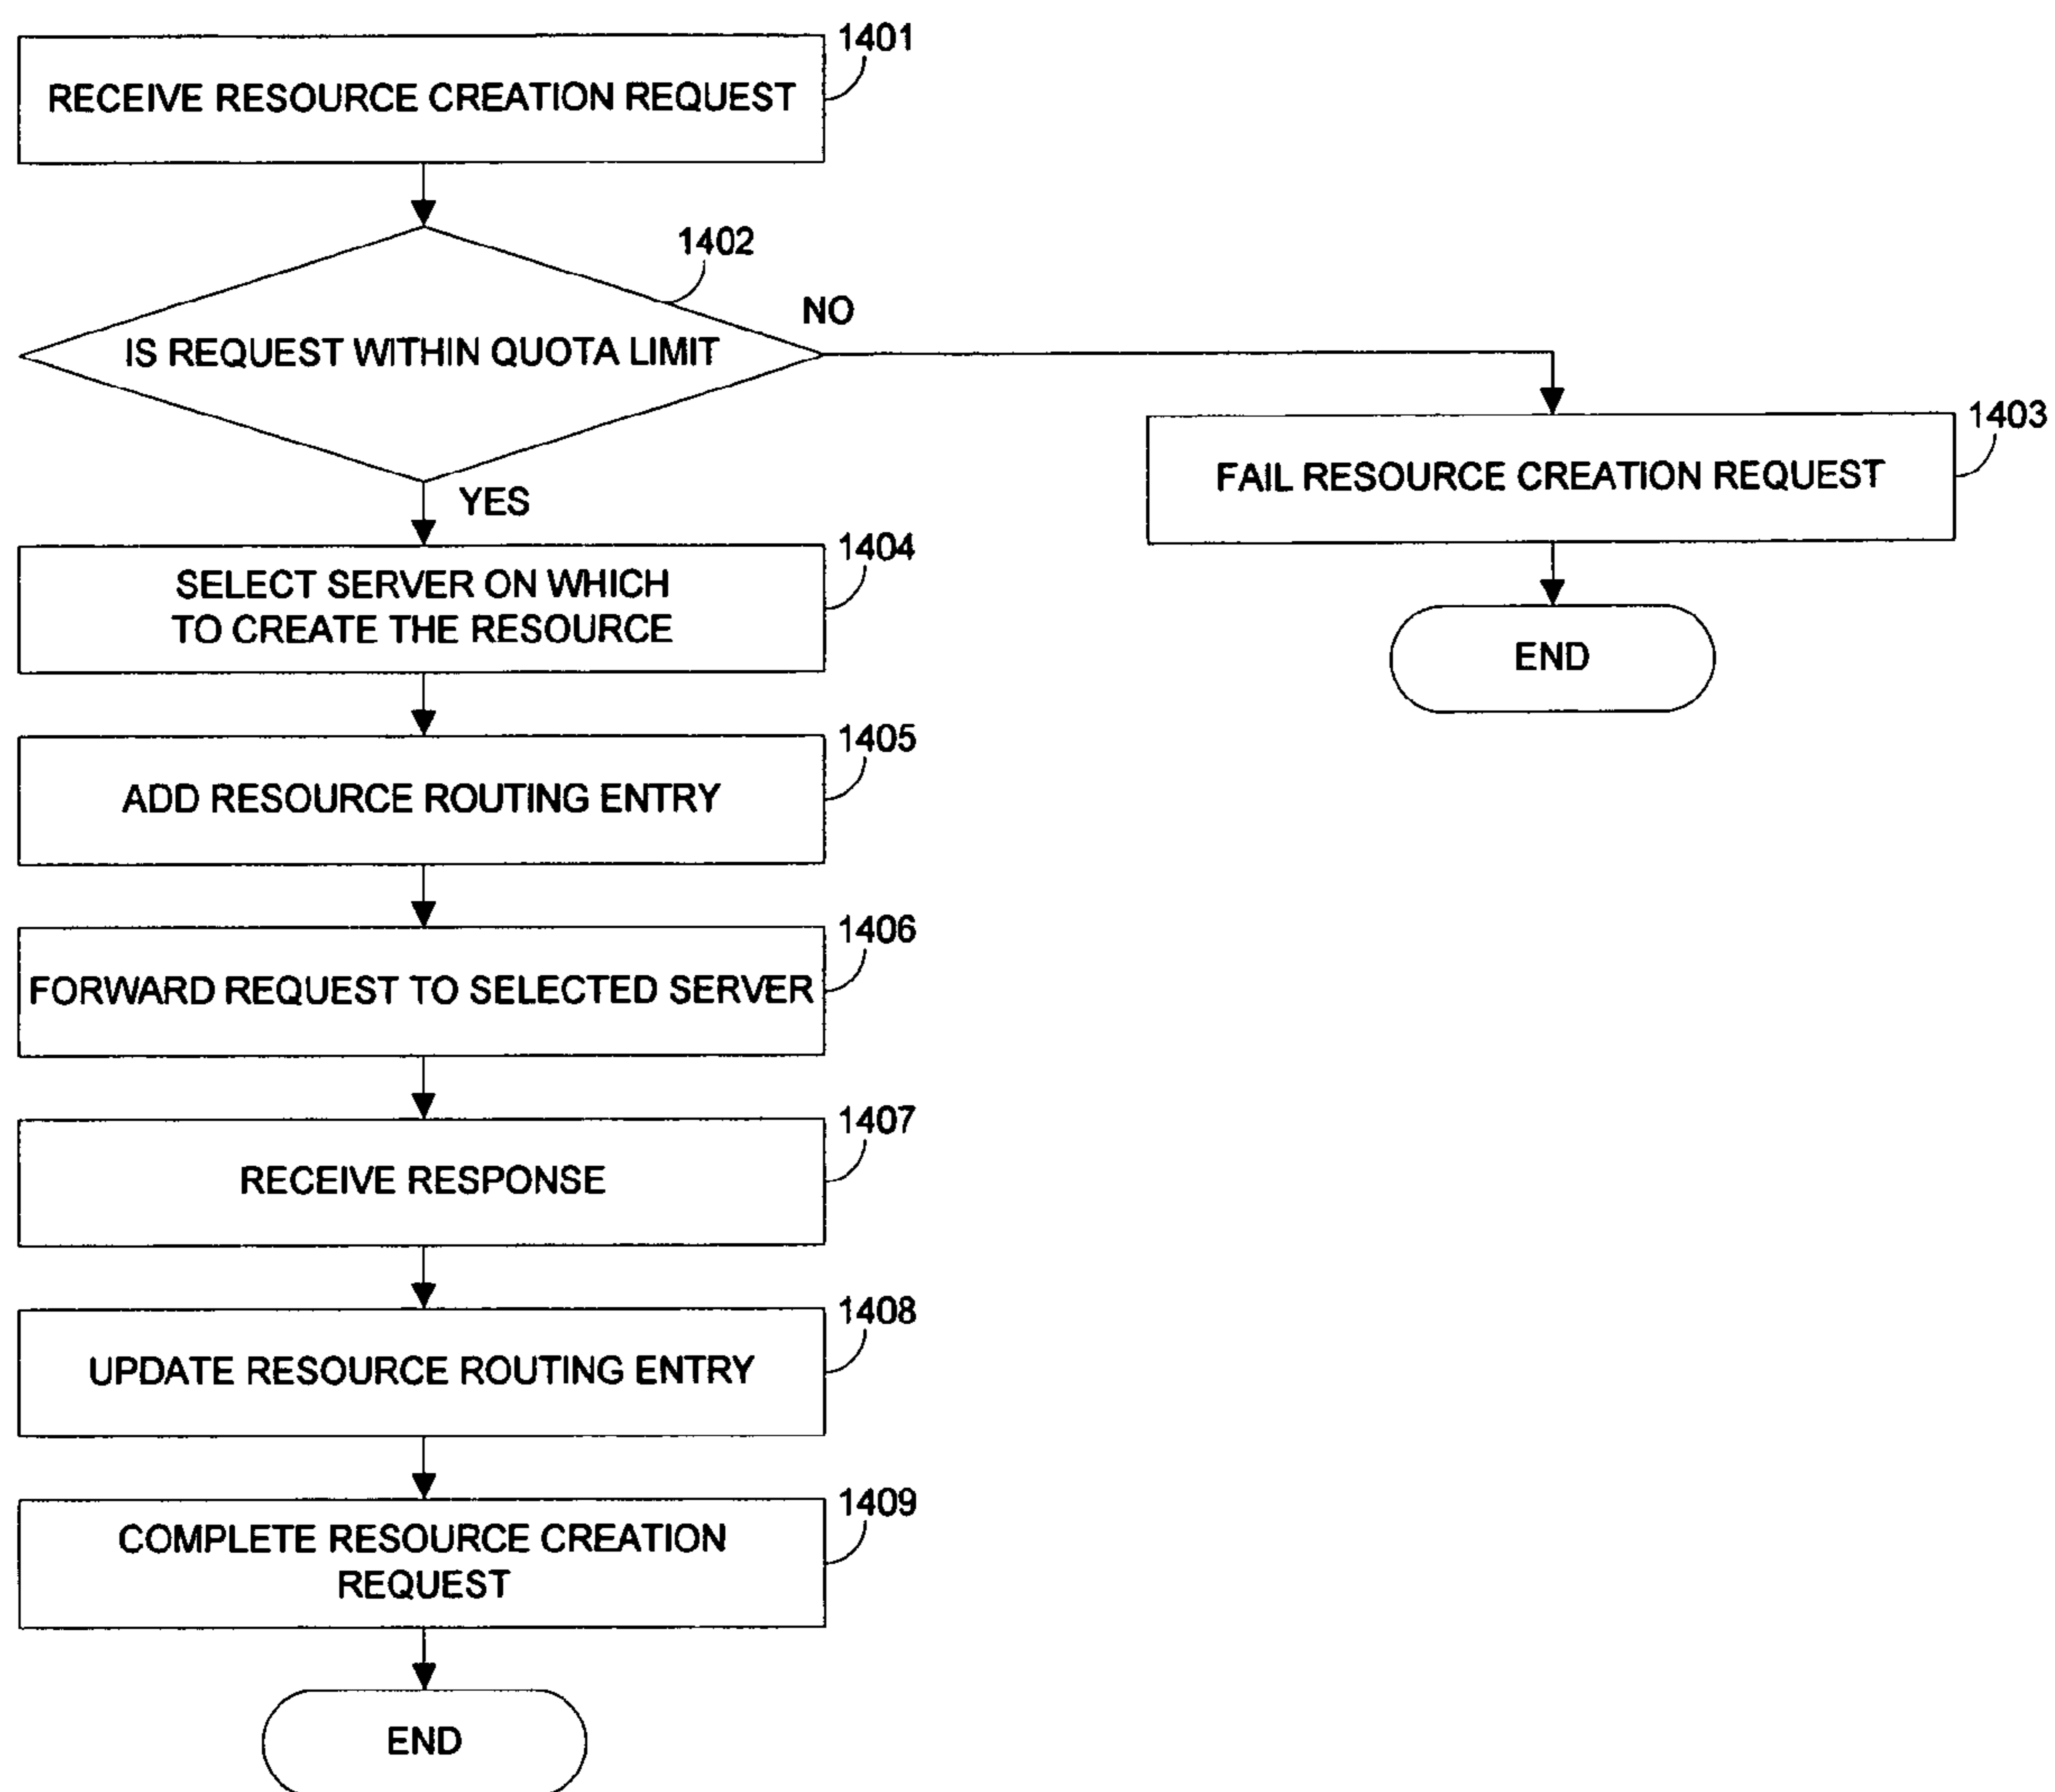 1401
RECEIVE RESOURCE CREATION REQUEST
1402
IS REQUEST WITHIN QUOTA LIMIT
NO
1403
FAIL RESOURCE CREATION REQUEST
END
YES
1404
SELECT SERVER ON WHICH
TO CREATE THE RESOURCE
1405
ADD RESOURCE ROUTING ENTRY
1406
FORWARD REQUEST TO SELECTED SERVER
1407
RECEIVE RESPONSE
1408
UPDATE RESOURCE ROUTING ENTRY
1409
COMPLETE RESOURCE CREATION
REQUEST
END